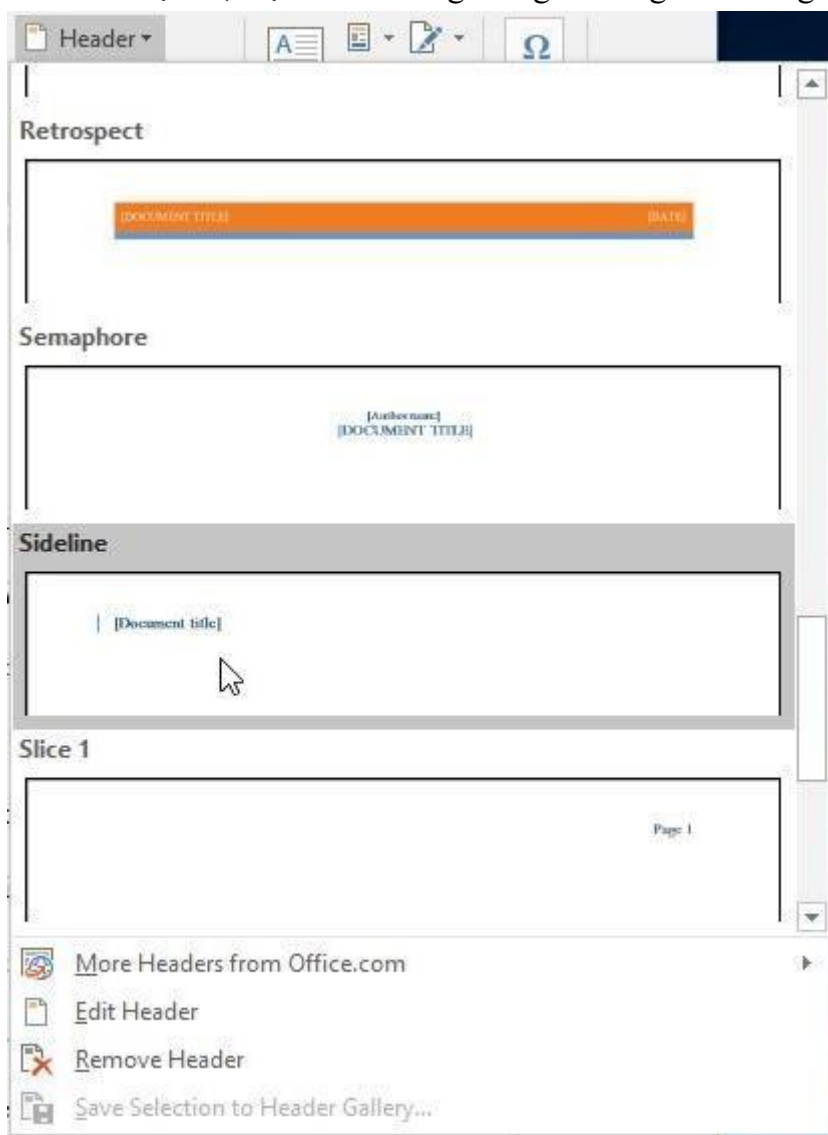 Header
A
Ω
Retrospect
[DOCUMENT TITLE] [DATE]
Semaphore
[Author name]
[DOCUMENT TITLE]
Sideline
[Document title]
Slice 1
Page 1
More Headers from Office.com
Edit Header
Remove Header
Save Selection to Header Gallery...